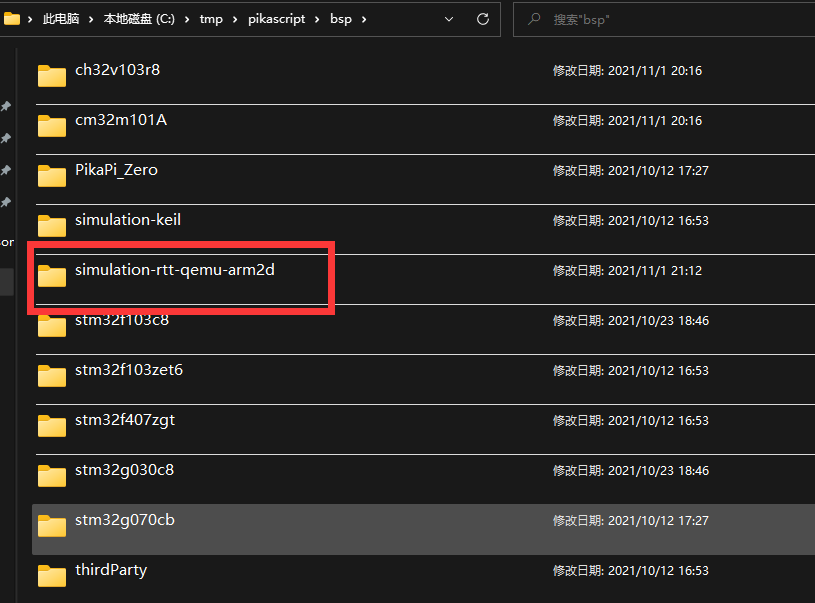 此电脑 › 本地磁盘 (C:) › tmp › pikascript › bsp ›
搜索"bsp"
ch32v103r8 修改日期: 2021/11/1 20:16
cm32m101A 修改日期: 2021/11/1 20:16
PikaPi_Zero 修改日期: 2021/10/12 17:27
simulation-keil 修改日期: 2021/10/12 16:53
or
simulation-rtt-qemu-arm2d 修改日期: 2021/11/1 21:12
stm32f103c8 修改日期: 2021/10/23 18:46
stm32f103zet6 修改日期: 2021/10/12 16:53
stm32f407zgt 修改日期: 2021/10/12 16:53
stm32g030c8 修改日期: 2021/10/23 18:46
stm32g070cb 修改日期: 2021/10/12 17:27
thirdParty 修改日期: 2021/10/12 16:53